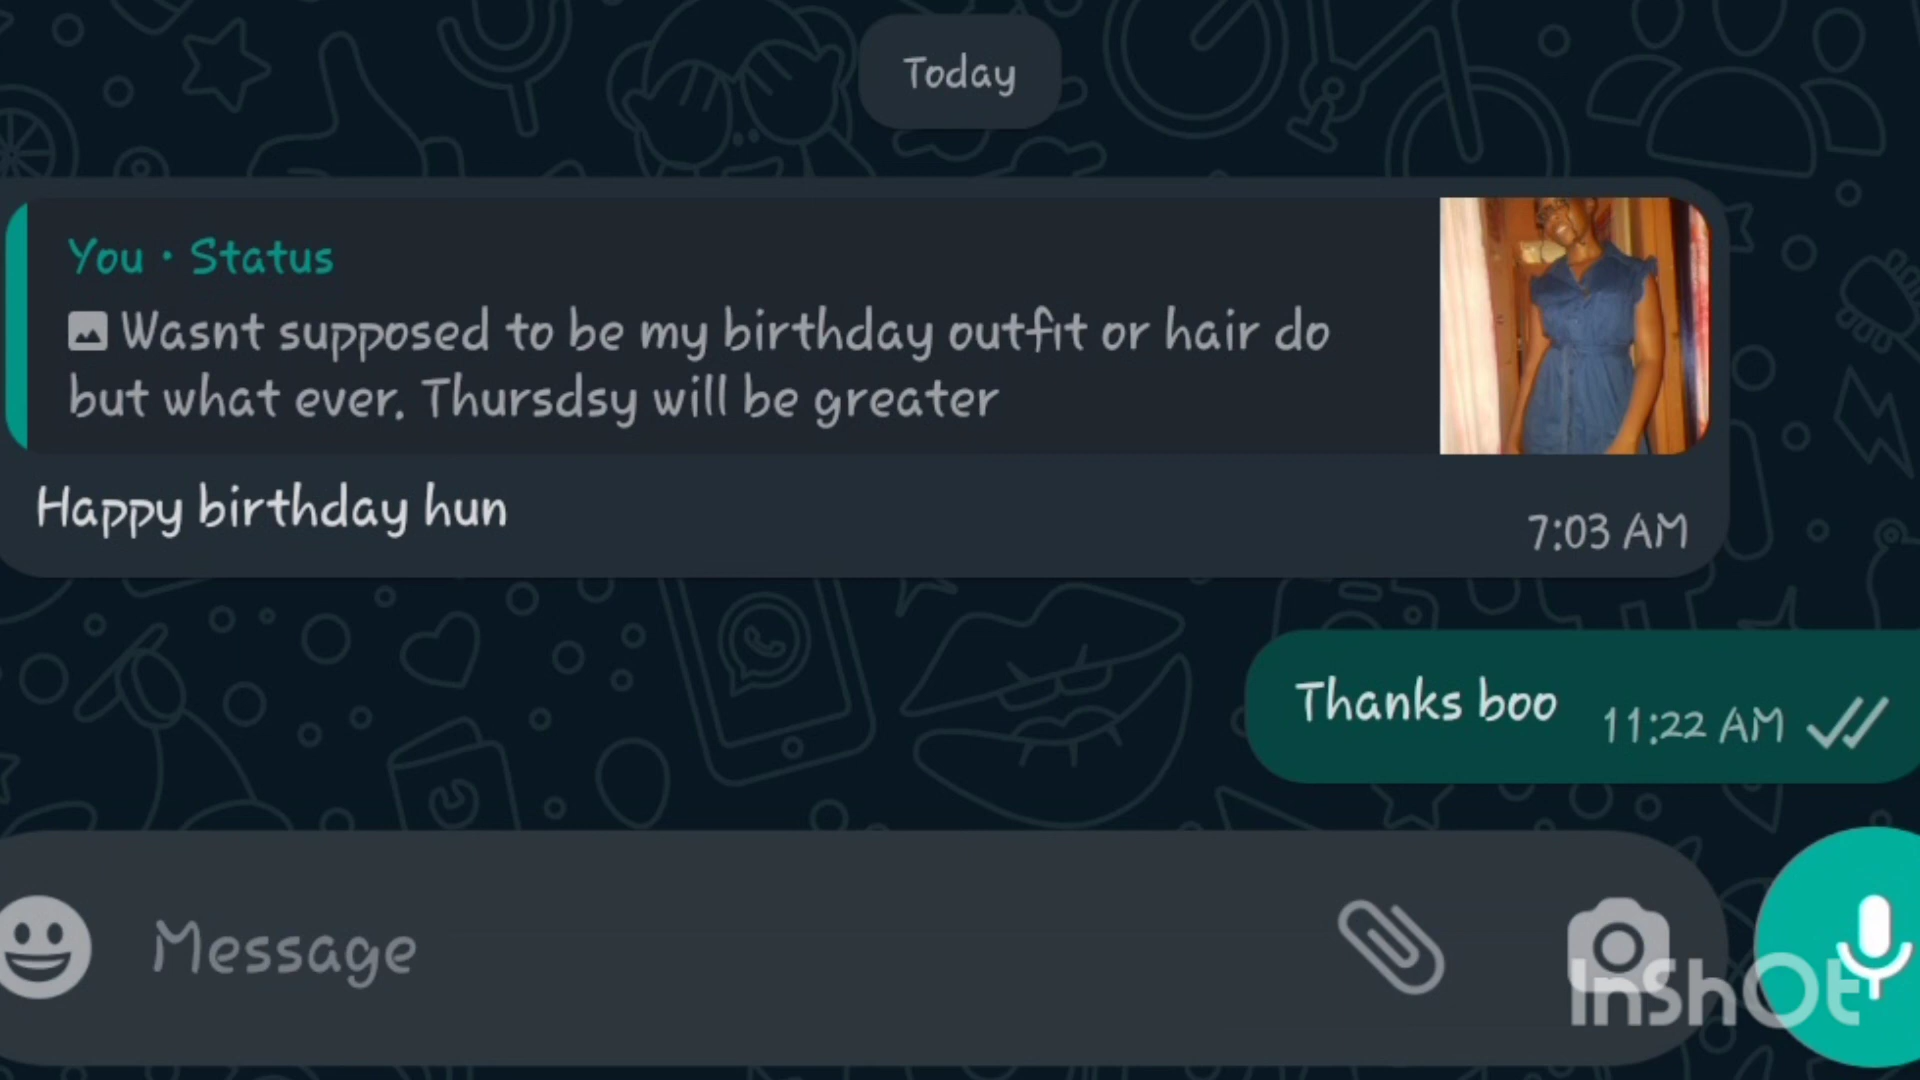 Today
You · Status
Wasnt supposed to be my birthday outfit or hair do
but what ever. Thursdsy will be greater
Happy birthday hun
7:03 AM
Thanks boo
11:22 AM
Message
InShOt